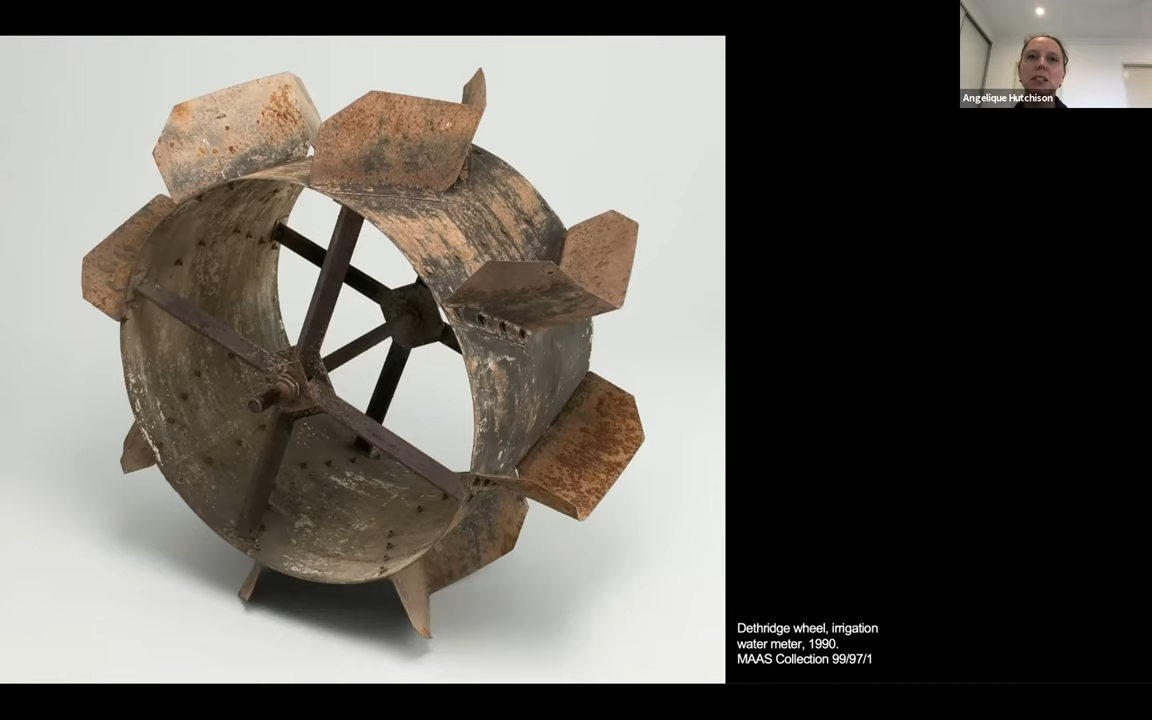 Angelique Hutchison
Dethridge wheel, irrigation
water meter, 1990.
MAAS Collection 99/97/1